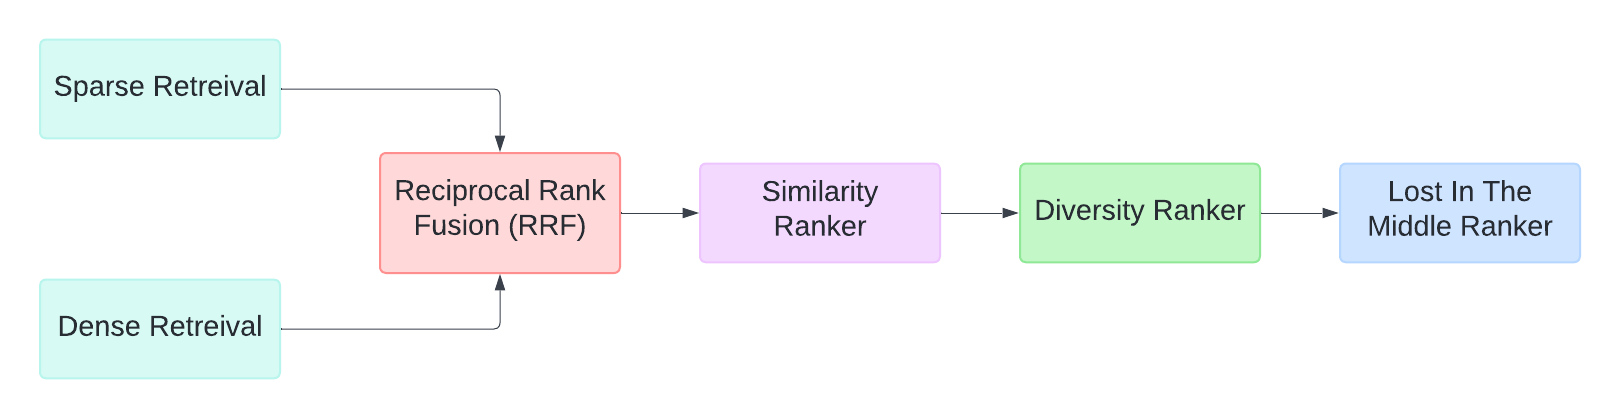 Sparse Retreival
Dense Retreival
Reciprocal Rank
Fusion (RRF)
Similarity
Ranker
Diversity Ranker
Lost In The
Middle Ranker